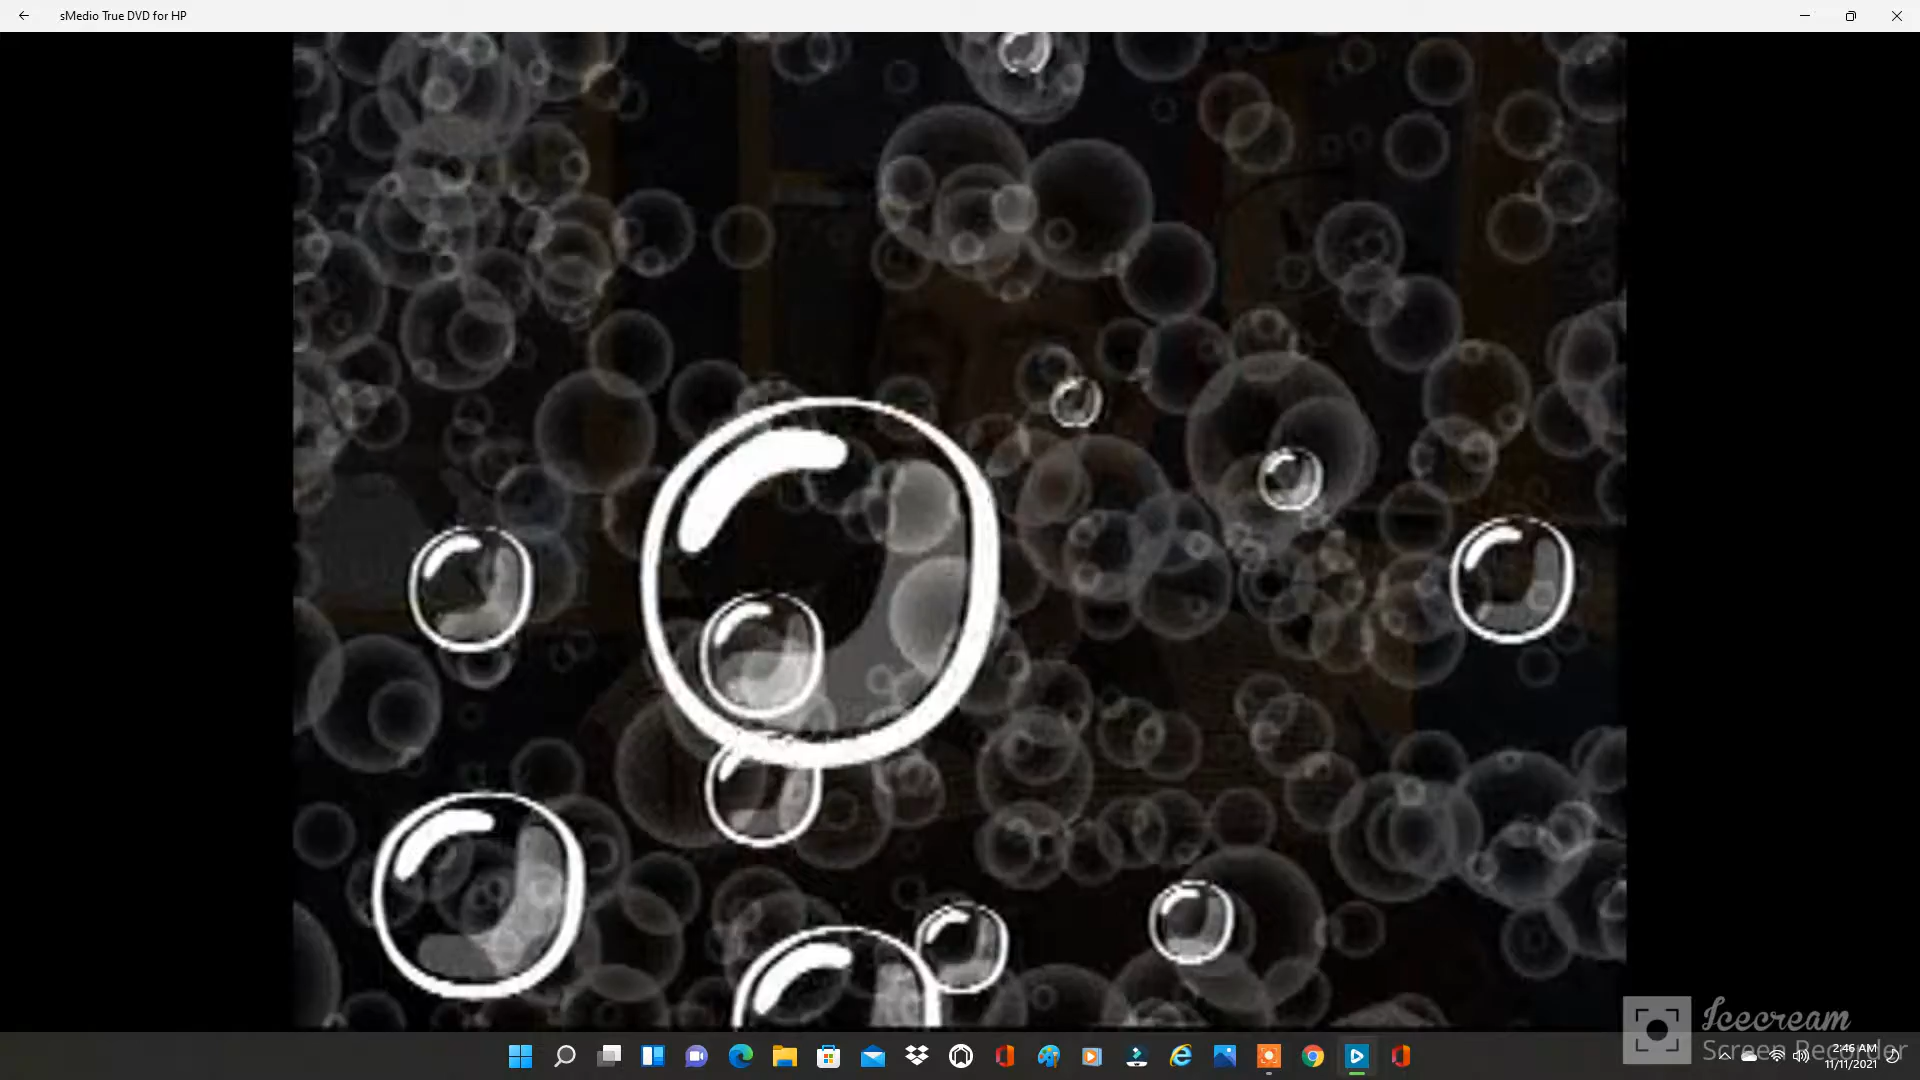 sMedio True DVD for HP
Icecream
Screen Recorder
2:46 AM
11/11/2021